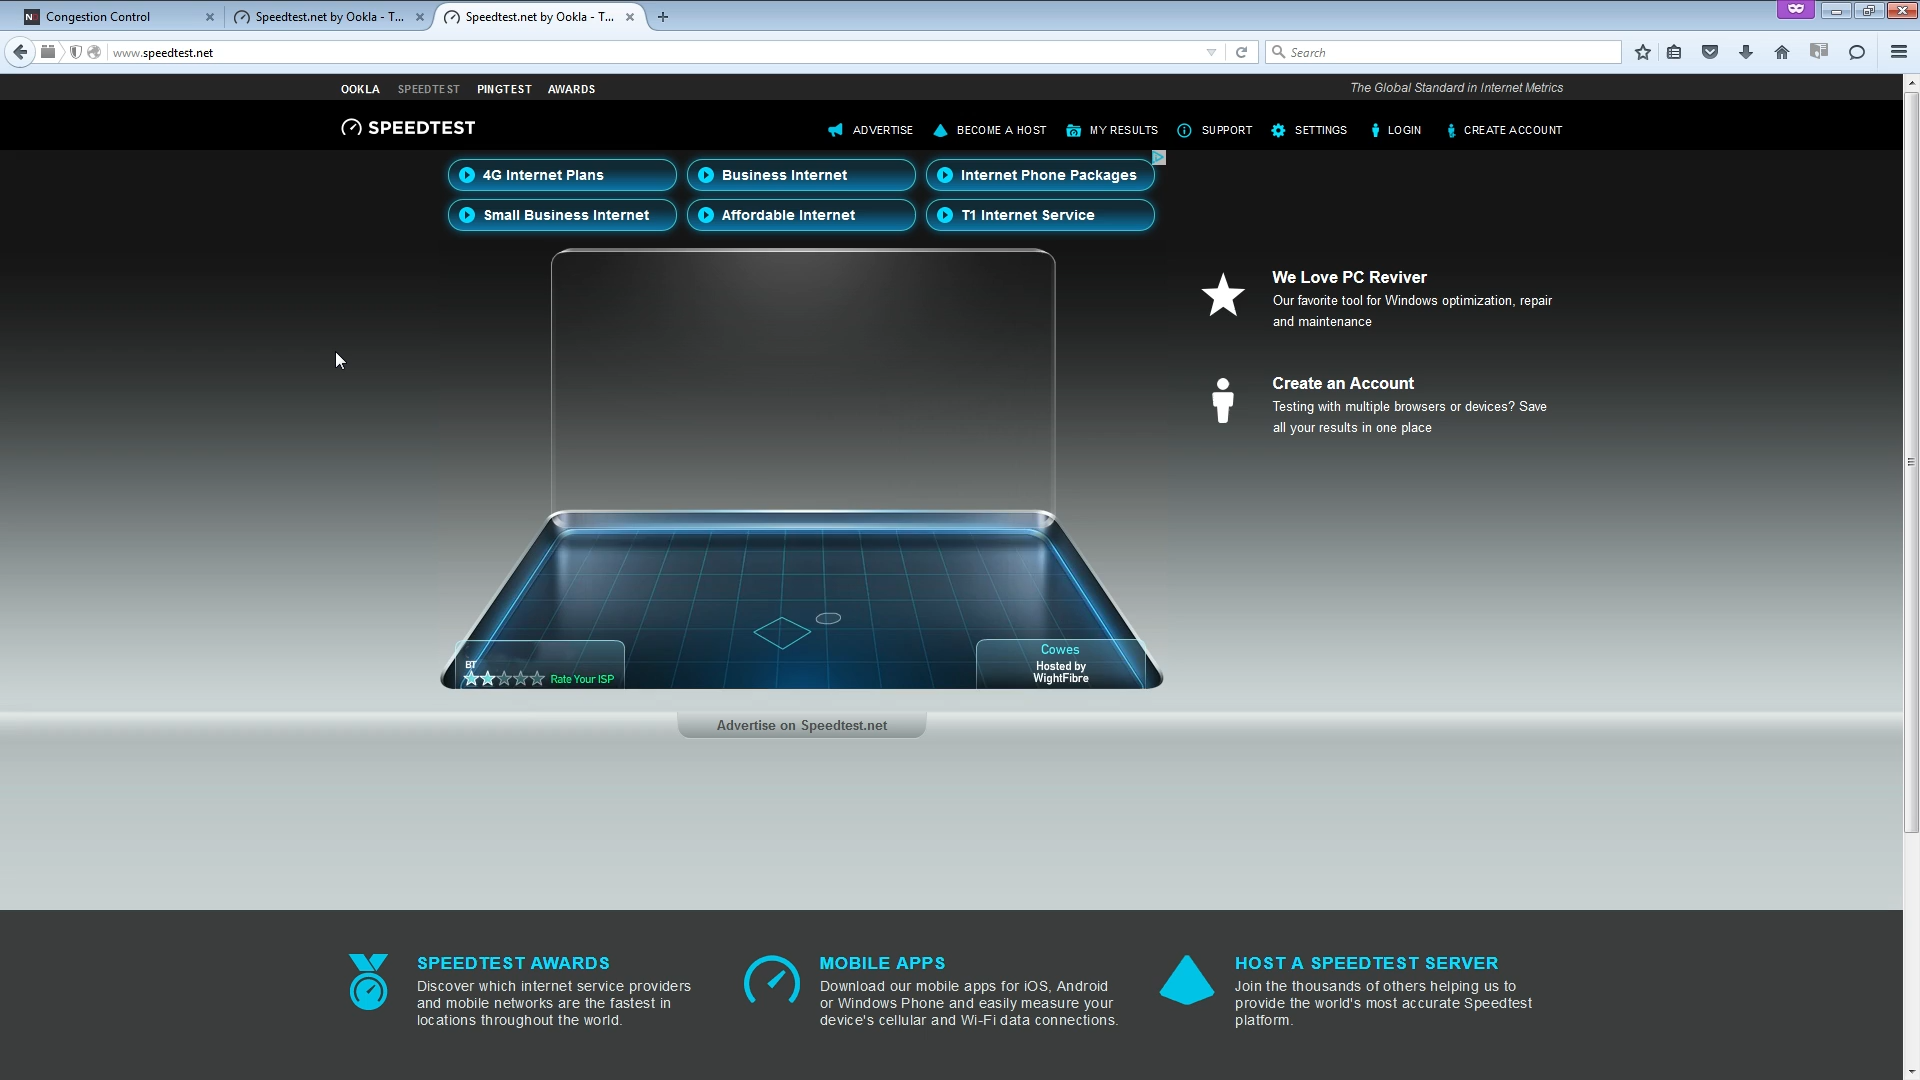 Congestion Control
Speedtest.net by Ookla - T...
Speedtest.net by Ookla - T...
www.speedtest.net
Search
OOKLA SPEEDTEST PINGTEST AWARDS
The Global Standard in Internet Metrics
SPEEDTEST
ADVERTISE BECOME A HOST MY RESULTS SUPPORT SETTINGS LOGIN CREATE ACCOUNT
4G Internet Plans
Business Internet
Internet Phone Packages
Small Business Internet
Affordable Internet
T1 Internet Service
We Love PC Reviver
Our favorite tool for Windows optimization, repair
and maintenance
Create an Account
Testing with multiple browsers or devices? Save
all your results in one place
BT
Rate Your ISP
Cowes
Hosted by
WightFibre
Advertise on Speedtest.net
SPEEDTEST AWARDS
Discover which internet service providers
and mobile networks are the fastest in
locations throughout the world.
MOBILE APPS
Download our mobile apps for iOS, Android
or Windows Phone and easily measure your
device's cellular and Wi-Fi data connections.
HOST A SPEEDTEST SERVER
Join the thousands of others helping us to
provide the world's most accurate Speedtest
platform.